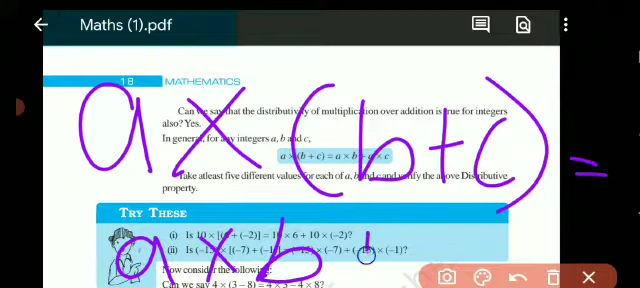 Maths (1).pdf
18 MATHEMATICS
Can we say that the distributivity of multiplication over addition is true for integers
also? Yes.
In general, for any integers a, b and c,
a × (b + c) = a × b + a × c
Take atleast five different values for each of a, b and c and verify the above Distributive
property.
a × (b + c) =
TRY THESE
(i) Is 10 × [(6 + (–2)] = 10 × 6 + 10 × (–2)?
(ii) Is (–15) × [(–7) + (–1)] = (–15) × (–7) + (–15) × (–1)?
a × b
Now consider the following:
Can we say 4 × (3 – 8) = 4 × 3 – 4 × 8?